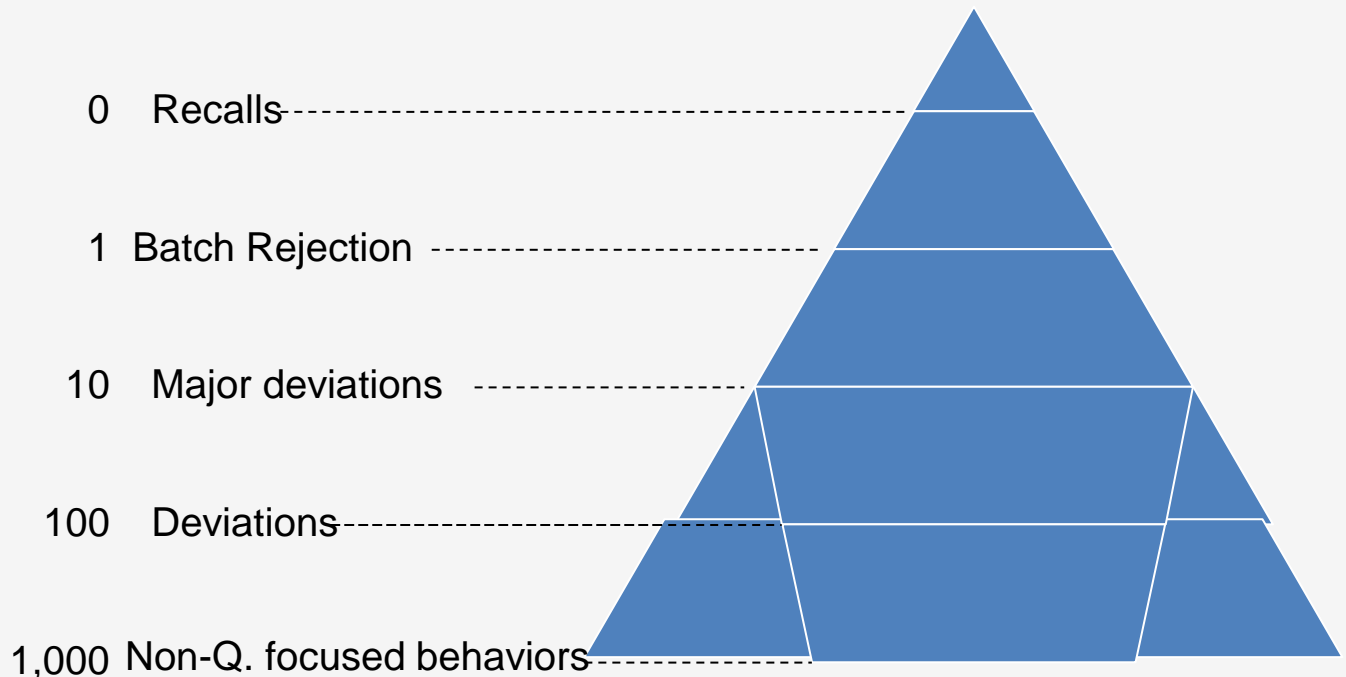 0 Recalls
1 Batch Rejection
10 Major deviations
100 Deviations
1,000 Non-Q. focused behaviors